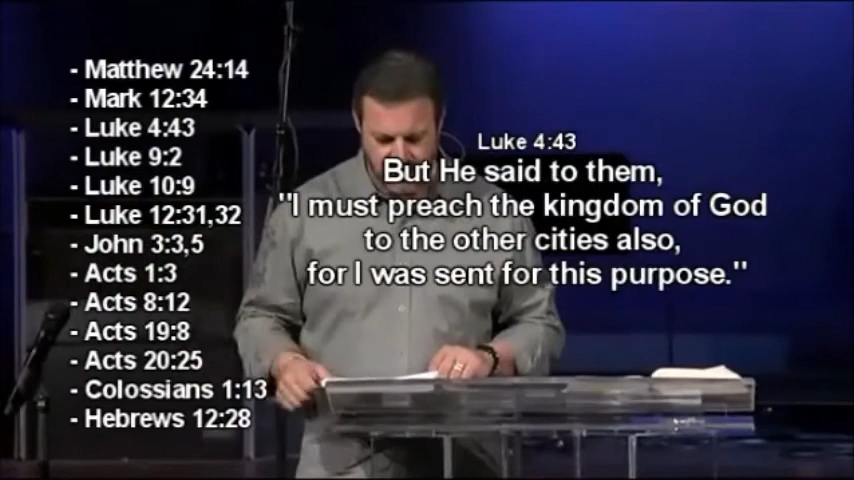 - Matthew 24:14
- Mark 12:34
- Luke 4:43
- Luke 9:2
- Luke 10:9
- Luke 12:31,32
- John 3:3,5
- Acts 1:3
- Acts 8:12
- Acts 19:8
- Acts 20:25
- Colossians 1:13
- Hebrews 12:28
Luke 4:43
But He said to them,
"I must preach the kingdom of God
to the other cities also,
for I was sent for this purpose."